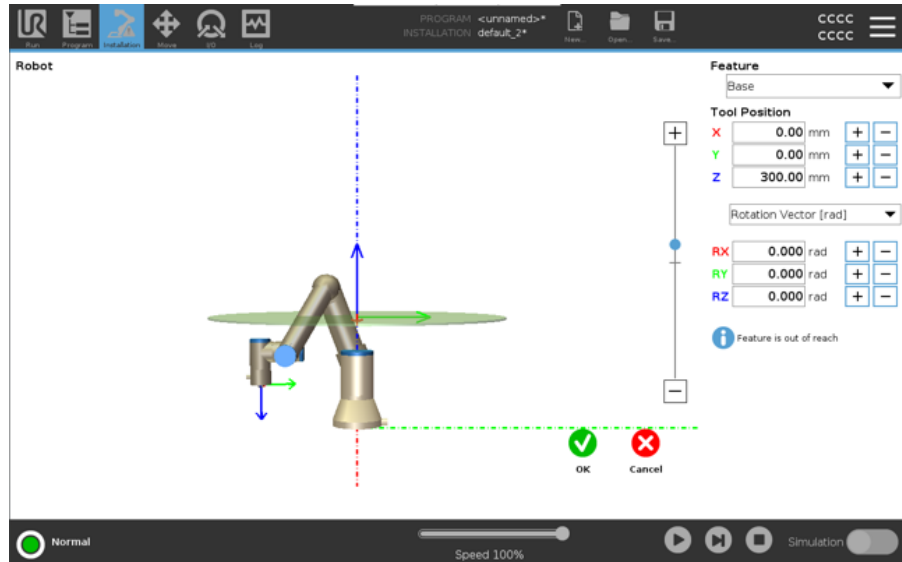 UR
Run
Program
Installation
Move
I/O
Log
PROGRAM <unnamed>*
INSTALLATION default_2*
New...
Open...
Save...
cccc
cccc
Robot
Feature
Base
Tool Position
X 0.00 mm + −
Y 0.00 mm + −
Z 300.00 mm + −
Rotation Vector [rad]
RX 0.000 rad + −
RY 0.000 rad + −
RZ 0.000 rad + −
Feature is out of reach
+
−
OK
Cancel
Normal
Speed 100%
Simulation